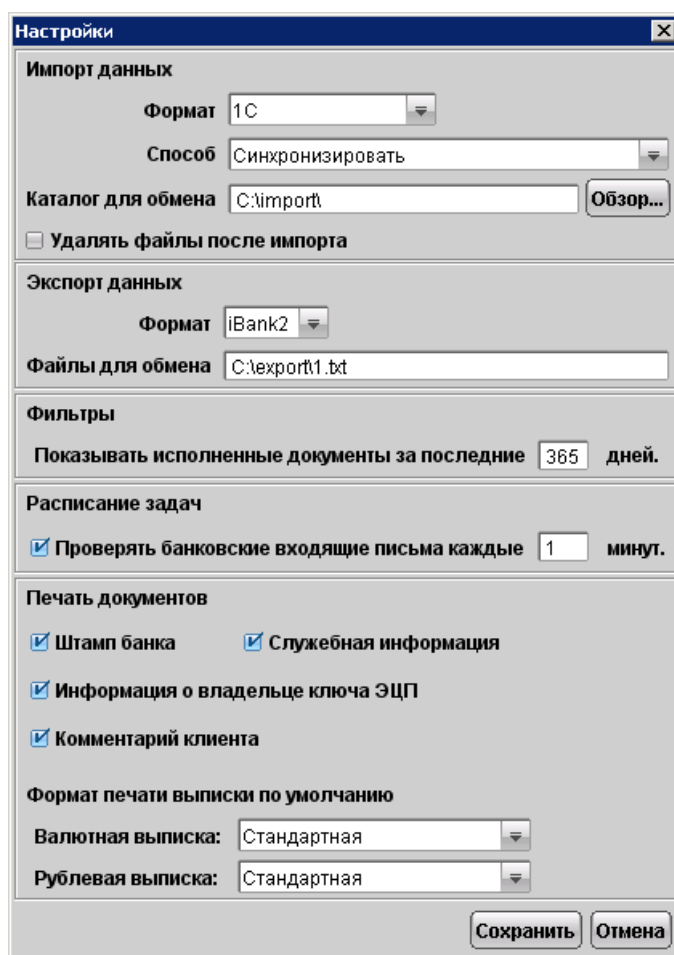 Настройки
Импорт данных
Формат 1С
Способ Синхронизировать
Каталог для обмена C:\import\ Обзор...
Удалять файлы после импорта
Экспорт данных
Формат iBank2
Файлы для обмена C:\export\1.txt
Фильтры
Показывать исполненные документы за последние 365 дней.
Расписание задач
Проверять банковские входящие письма каждые 1 минут.
Печать документов
Штамп банка Служебная информация
Информация о владельце ключа ЭЦП
Комментарий клиента
Формат печати выписки по умолчанию
Валютная выписка: Стандартная
Рублевая выписка: Стандартная
Сохранить Отмена